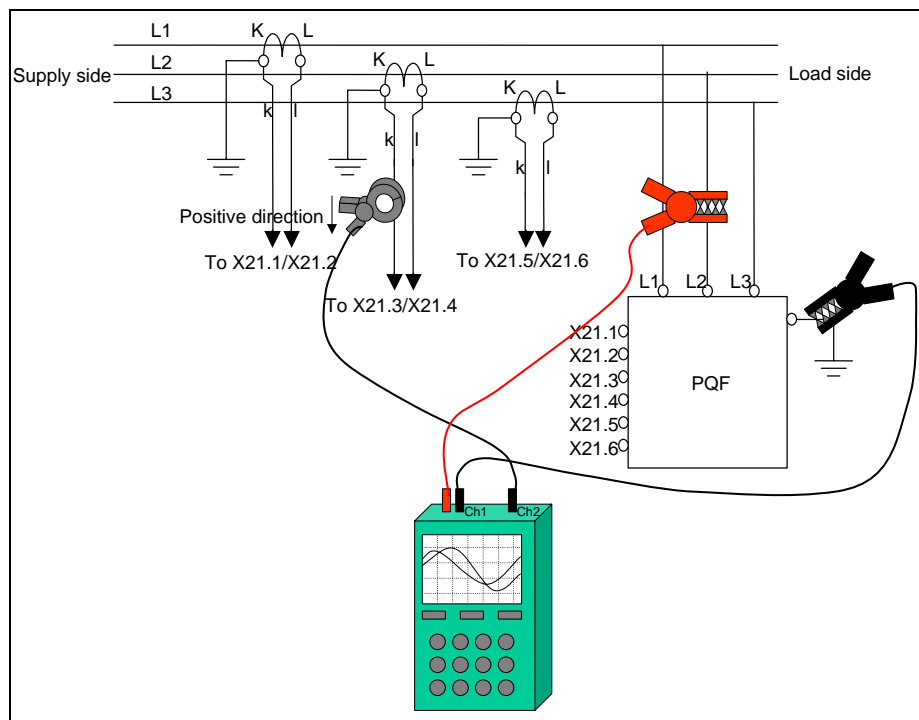 L1
K L
L2
K L
Supply side
Load side
K L
L3
k l
k l
k l
Positive direction
To X21.1/X21.2
To X21.5/X21.6
To X21.3/X21.4
L1 L2 L3
X21.1
X21.2
X21.3
X21.4
X21.5
X21.6
PQF
Ch1 Ch2